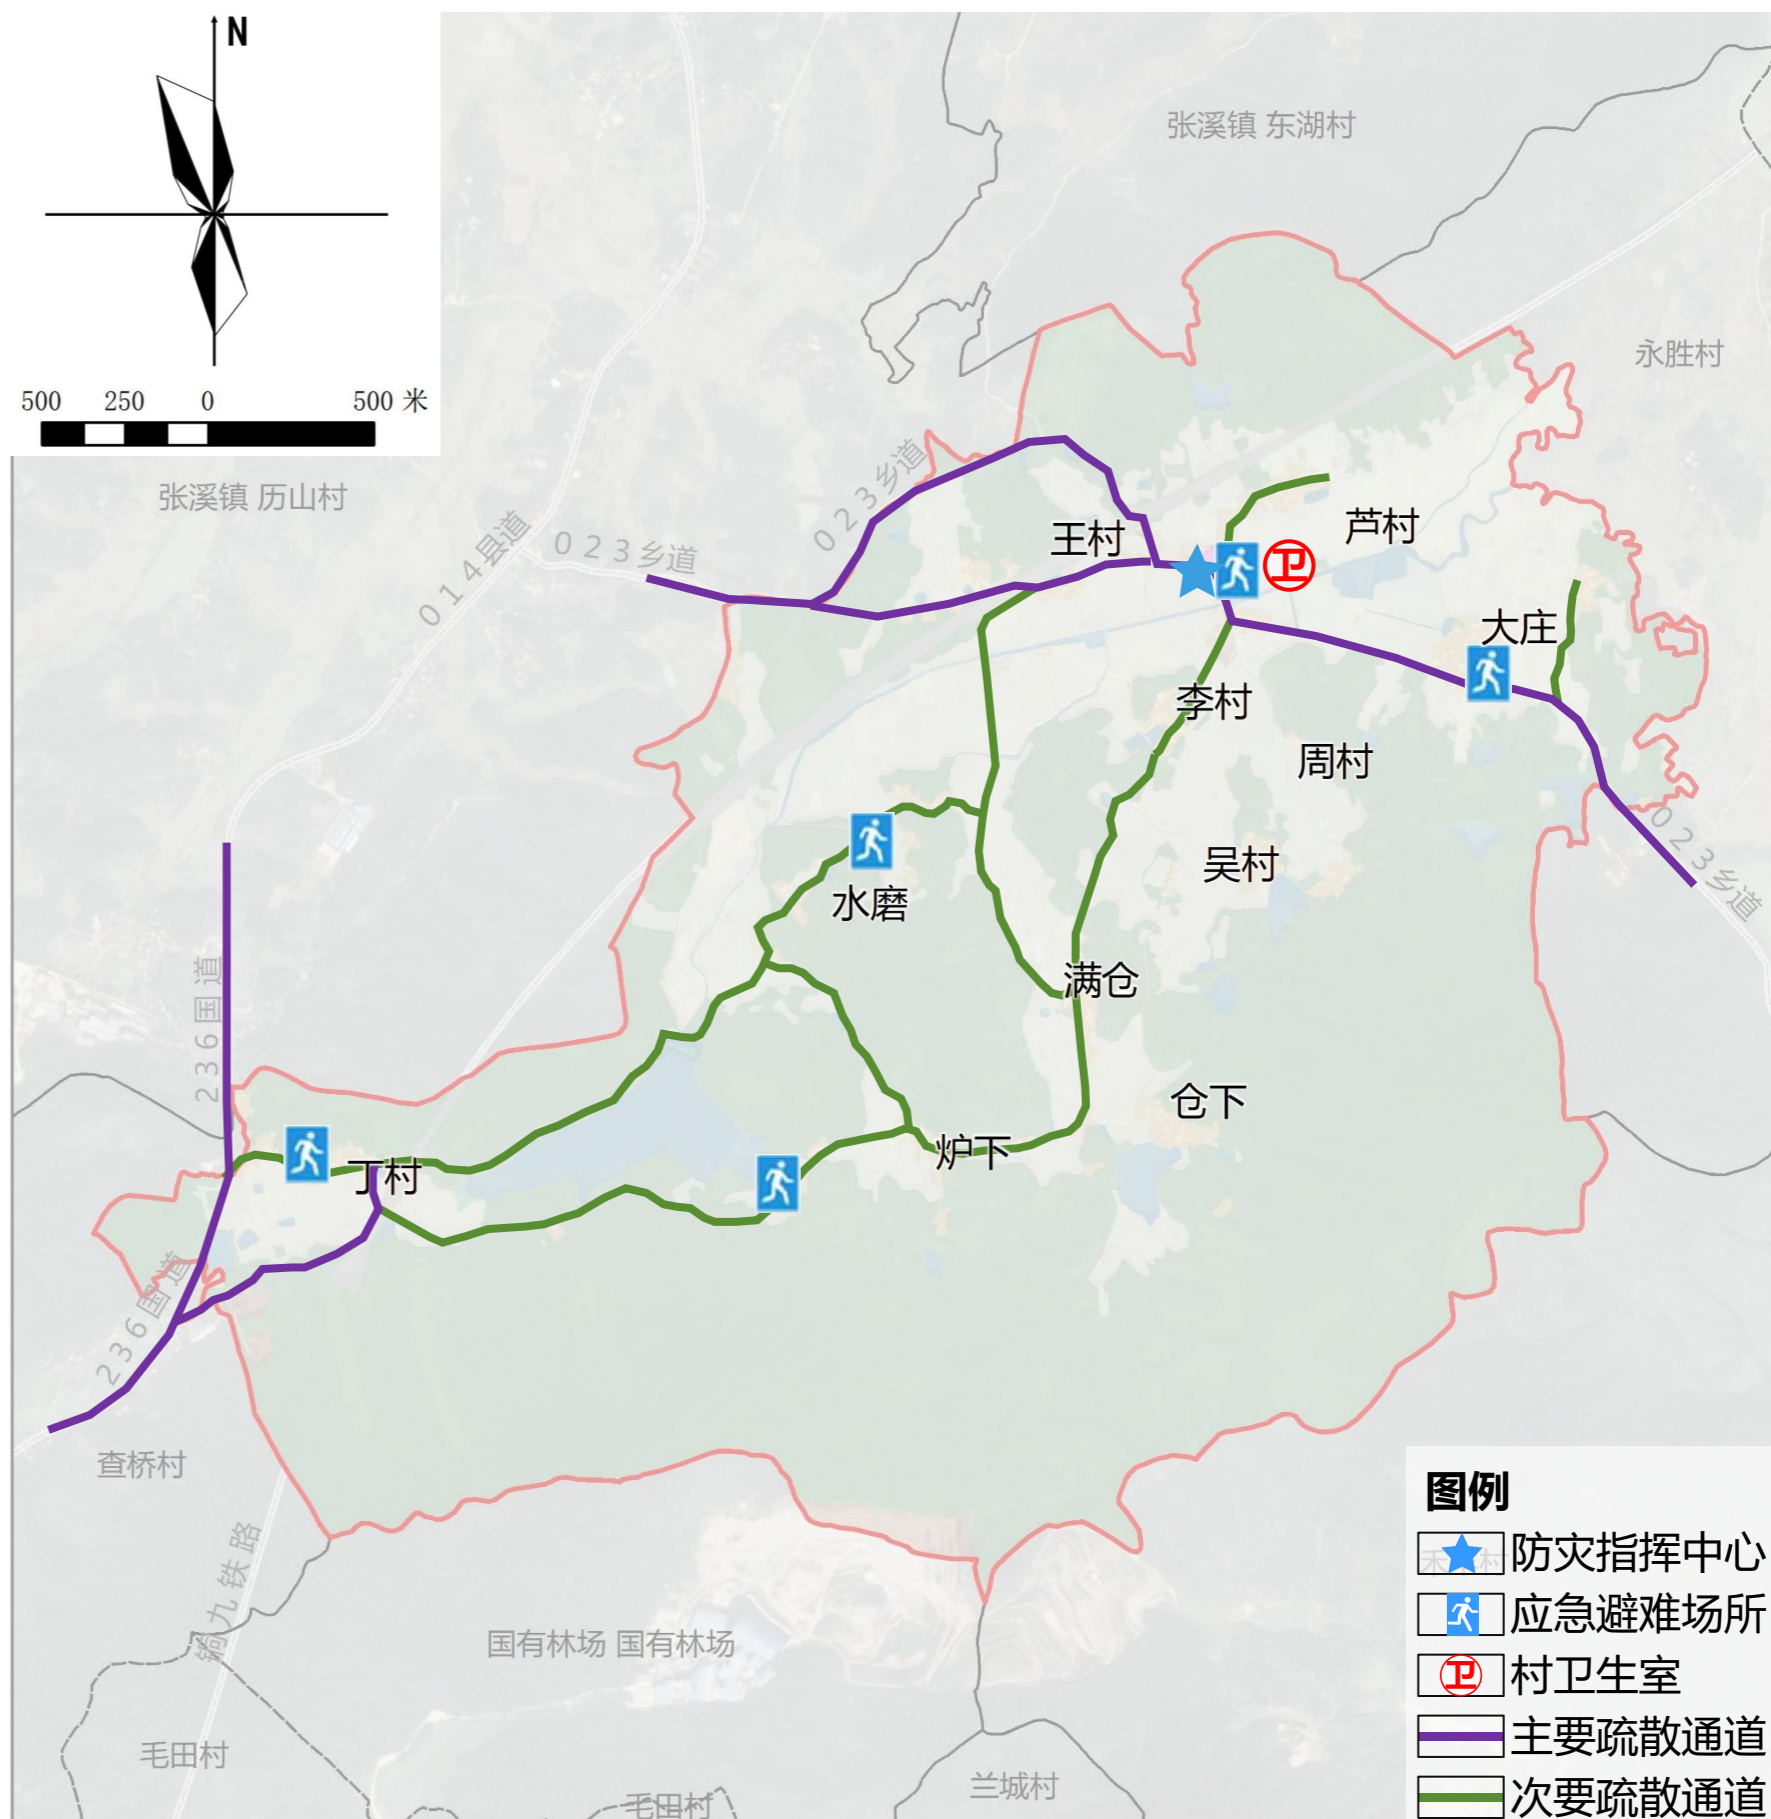 N
500 250 0 500 米
张溪镇 东湖村
永胜村
023乡道
张溪镇 历山村
014县道
023乡道
王村
芦村
卫
大庄
李村
周村
023乡道
吴村
水磨
满仓
236国道
仓下
炉下
丁村
236国道
查桥村
铜九铁路
国有林场 国有林场
毛田村
毛田村
兰城村
图例
防灾指挥中心
应急避难场所
卫 村卫生室
主要疏散通道
次要疏散通道